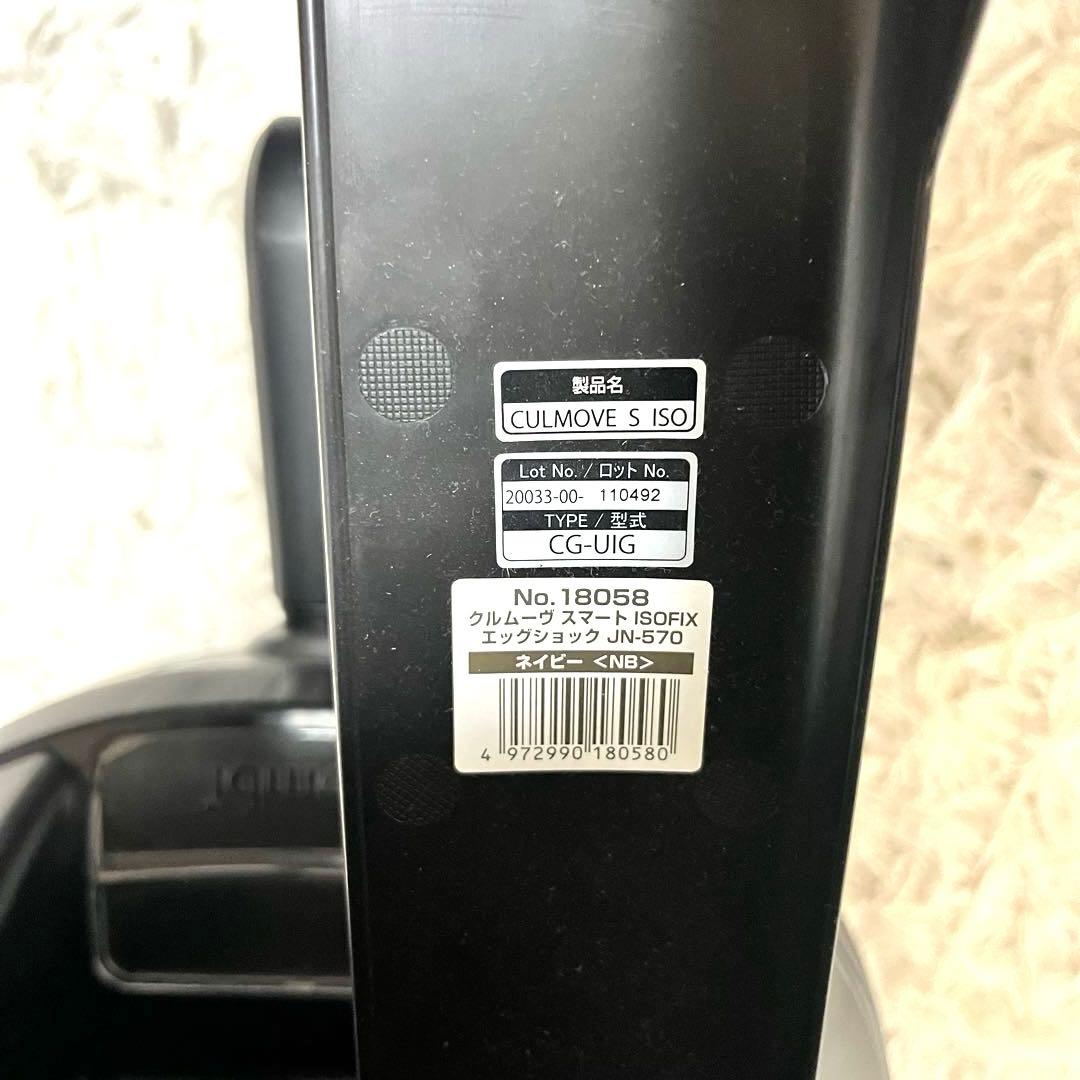 製品名
CULMOVE S ISO
Lot No. / ロット No.
20033-00- 110492
TYPE / 型式
CG-UIG
No.18058
クルムーヴ スマート ISOFIX
エッグショック JN-570
ネイビー <NB>
4 972990 180580